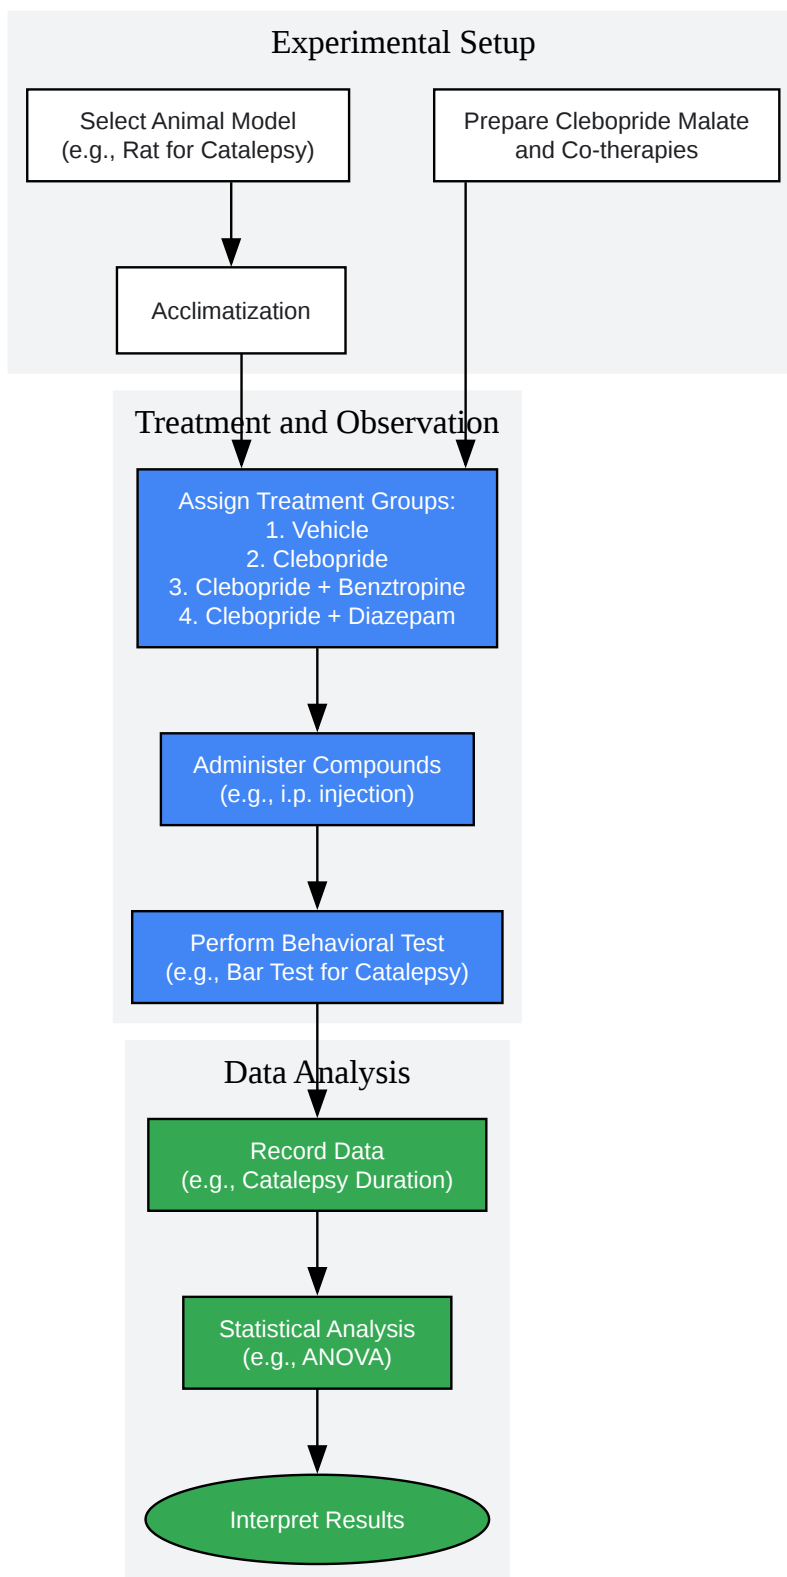 Experimental Setup
Select Animal Model
(e.g., Rat for Catalepsy)
Prepare Clebopride Malate
and Co-therapies
Acclimatization
Treatment and Observation
Assign Treatment Groups:
1. Vehicle
2. Clebopride
3. Clebopride + Benztropine
4. Clebopride + Diazepam
Administer Compounds
(e.g., i.p. injection)
Perform Behavioral Test
(e.g., Bar Test for Catalepsy)
Data Analysis
Record Data
(e.g., Catalepsy Duration)
Statistical Analysis
(e.g., ANOVA)
Interpret Results